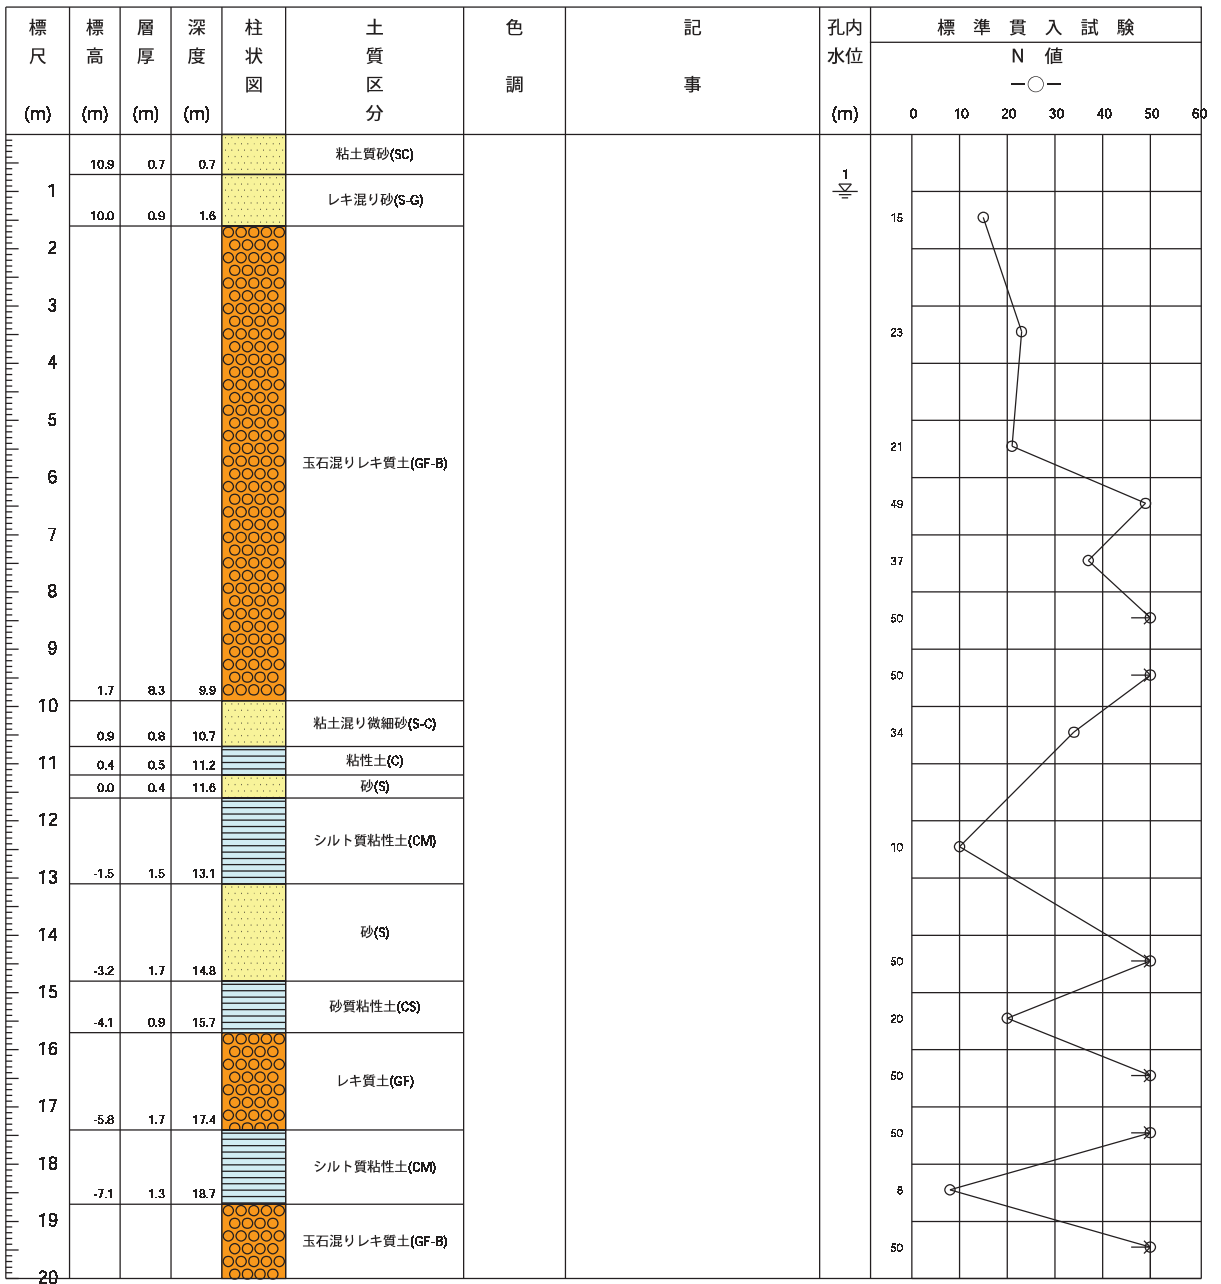 標尺(m) 標高(m) 層厚(m) 深度(m) 柱状図 土質区分 色調 記事 孔内水位(m) 標準貫入試験
N 値
0 10 20 30 40 50 60
粘土質砂(SC)
10.9 0.7 0.7
1
1
レキ混り砂(S-G)
10.0 0.9 1.6
15
2
3
23
4
5
21
玉石混りレキ質土(GF-B)
6
49
7
37
8
50
9
50
1.7 8.3 9.9
10
粘土混り微細砂(S-C)
0.9 0.8 10.7
34
粘性土(C)
11
0.4 0.5 11.2
砂(S)
0.0 0.4 11.6
12
シルト質粘性土(CM)
10
-1.5 1.5 13.1
13
砂(S)
14
50
-3.2 1.7 14.8
15
砂質粘性土(CS)
20
-4.1 0.9 15.7
16
50
レキ質土(GF)
17
-5.8 1.7 17.4
50
18
シルト質粘性土(CM)
8
-7.1 1.3 18.7
19
玉石混りレキ質土(GF-B)
50
20